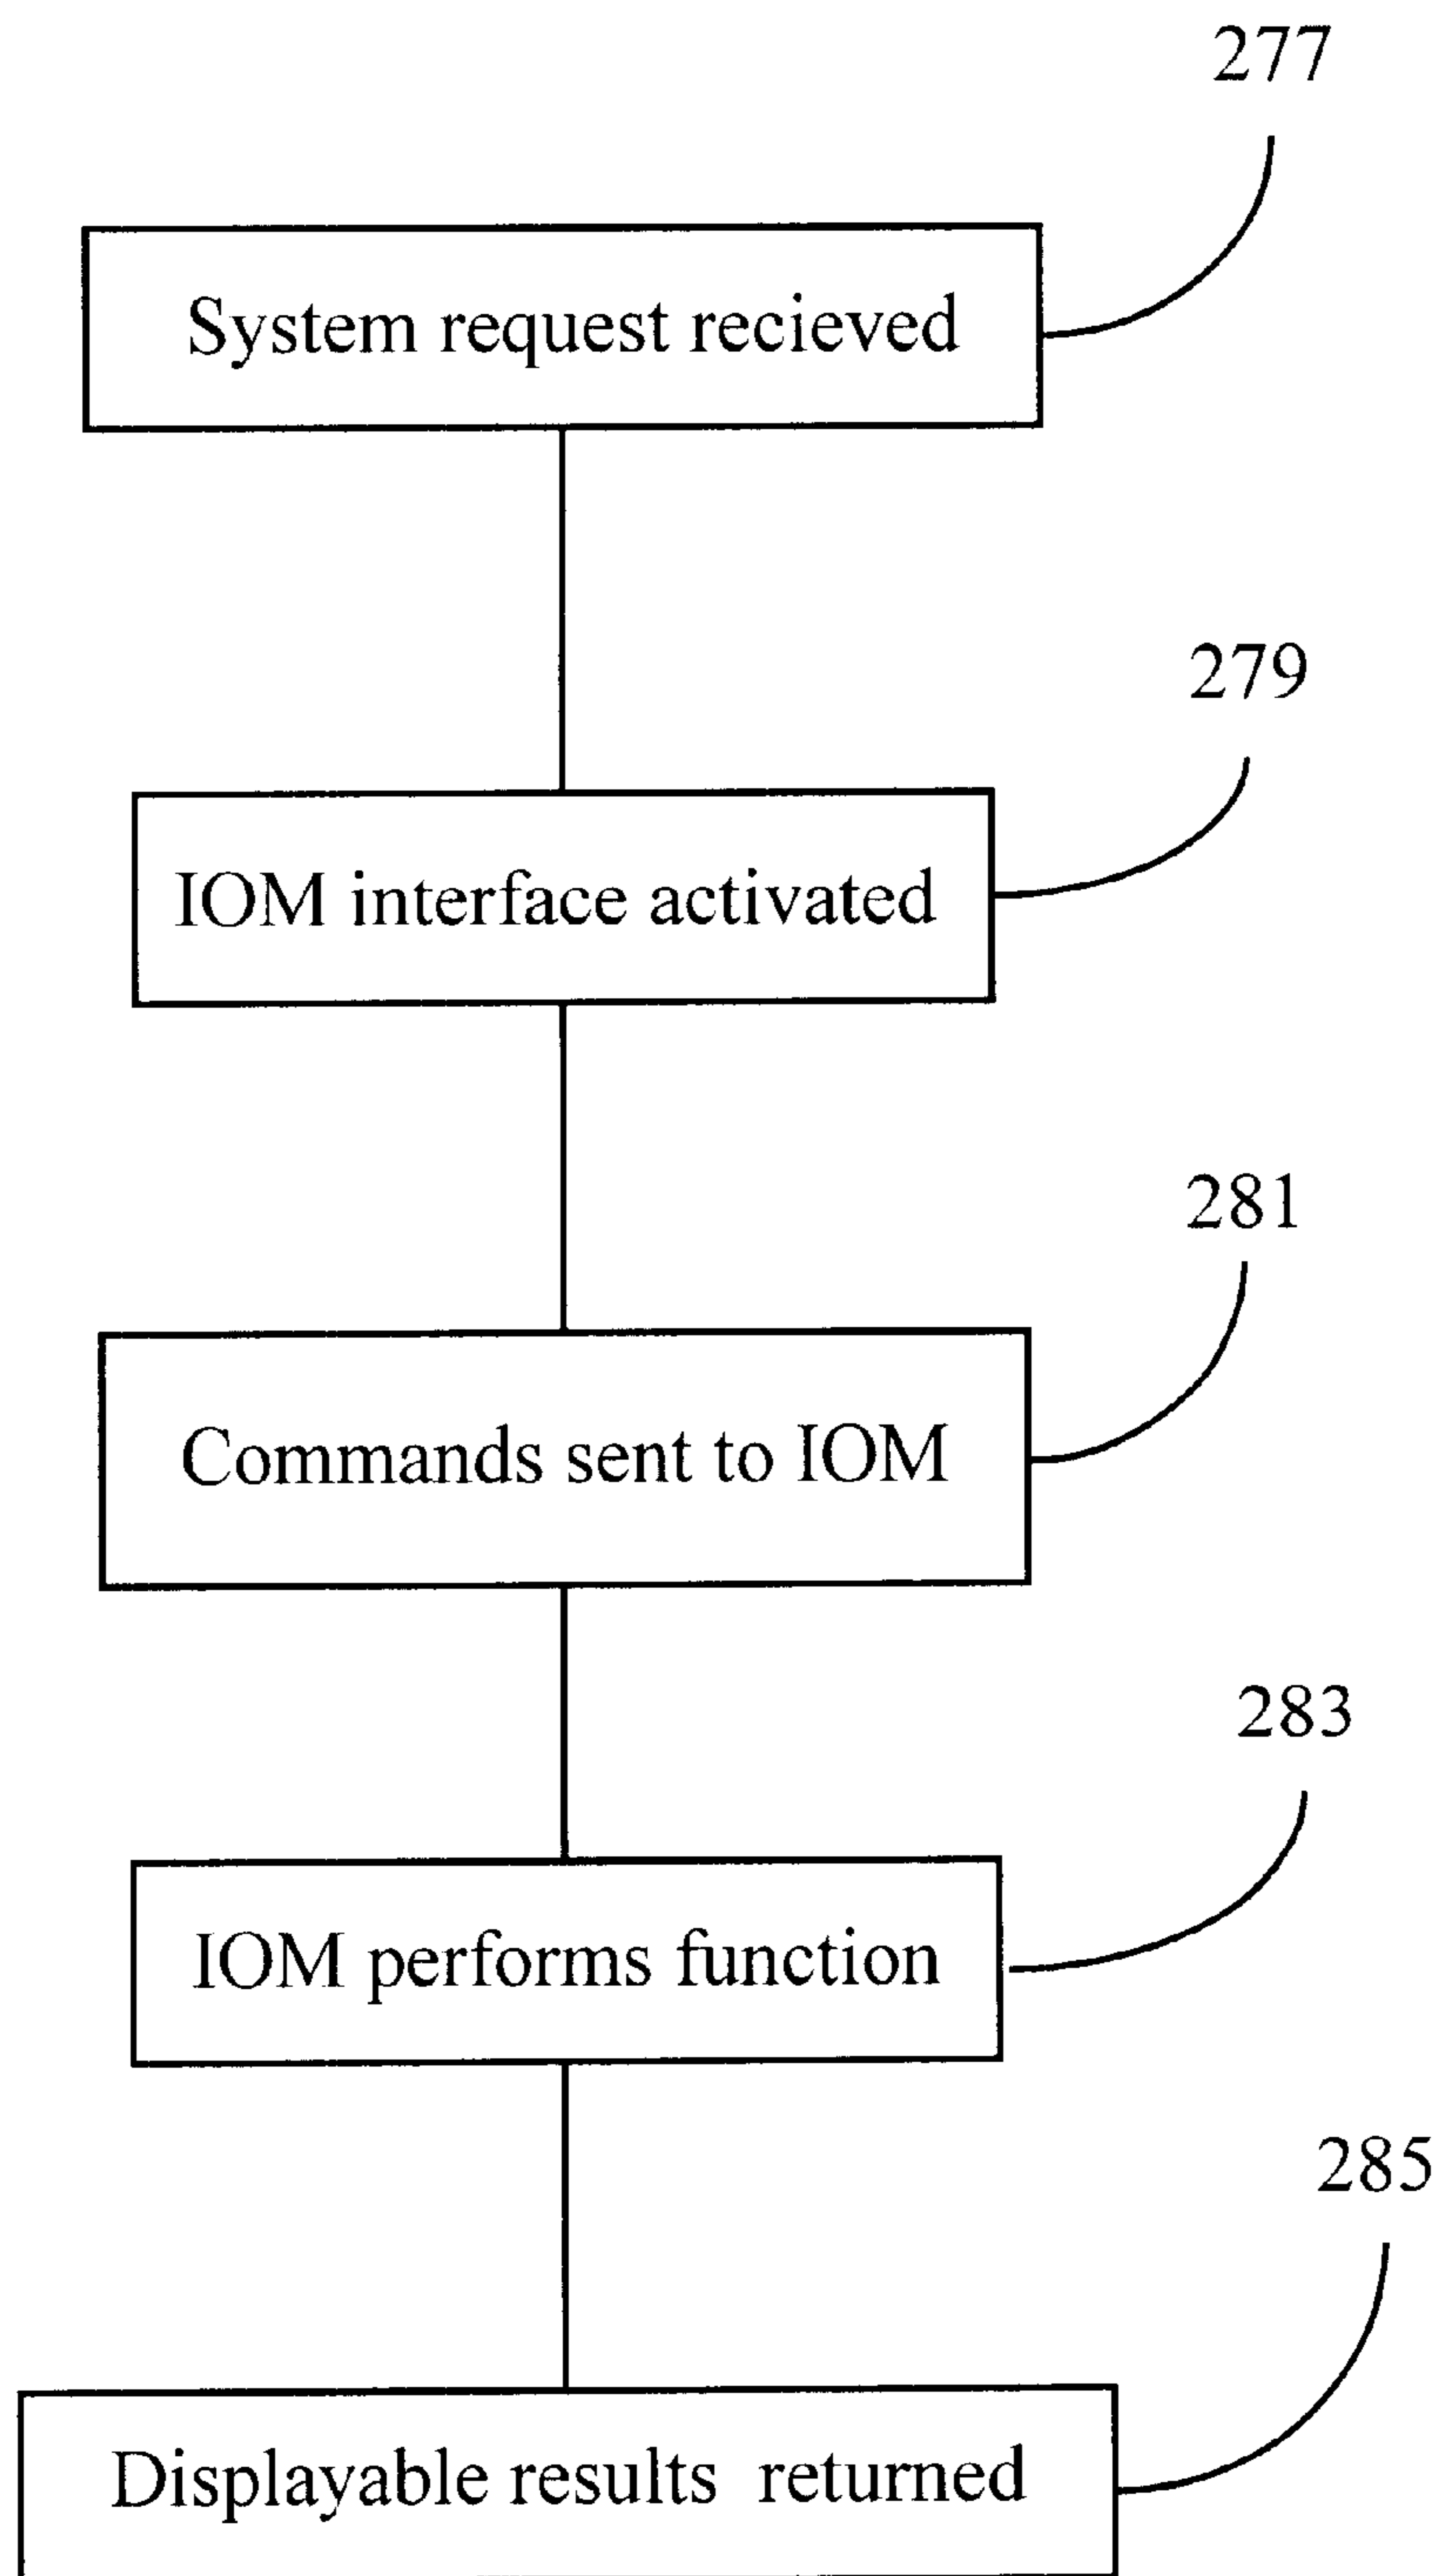 277
System request recieved
279
IOM interface activated
281
Commands sent to IOM
283
IOM performs function
285
Displayable results returned